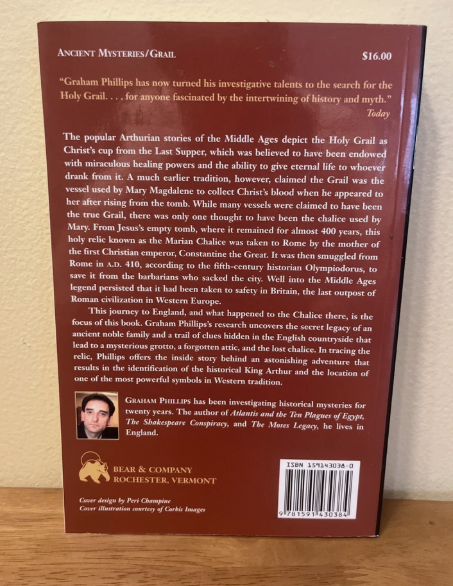 ANCIENT MYSTERIES/GRAIL $16.00
“Graham Phillips has now turned his investigative talents to the search for the
Holy Grail. . . . for anyone fascinated by the intertwining of history and myth.”
Today
The popular Arthurian stories of the Middle Ages depict the Holy Grail as
Christ’s cup from the Last Supper, which was believed to have been endowed
with miraculous healing powers and the ability to give eternal life to whoever
drank from it. A much earlier tradition, however, claimed the Grail was the
vessel used by Mary Magdalene to collect Christ’s blood when he appeared to
her after rising from the tomb. While many vessels were claimed to have been
the true Grail, there was only one thought to have been the chalice used by
Mary. From Jesus’s empty tomb, where it remained for almost 400 years, this
holy relic known as the Marian Chalice was taken to Rome by the mother of
the first Christian emperor, Constantine the Great. It was then smuggled from
Rome in A.D. 410, according to the fifth-century historian Olympiodorus, to
save it from the barbarians who sacked the city. Well into the Middle Ages
legend persisted that it had been taken to safety in Britain, the last outpost of
Roman civilization in Western Europe.
This journey to England, and what happened to the Chalice there, is the
focus of this book. Graham Phillips’s research uncovers the secret legacy of an
ancient noble family and a trail of clues hidden in the English countryside that
lead to a mysterious grotto, a forgotten attic, and the lost chalice. In tracing the
relic, Phillips offers the inside story behind an astonishing adventure that
results in the identification of the historical King Arthur and the location of
one of the most powerful symbols in Western tradition.
GRAHAM PHILLIPS has been investigating historical mysteries for
twenty years. The author of Atlantis and the Ten Plagues of Egypt,
The Shakespeare Conspiracy, and The Moses Legacy, he lives in
England.
BEAR & COMPANY
ROCHESTER, VERMONT
Cover design by Peri Champine
Cover illustration courtesy of Corbis Images
ISBN 159143038-0
9 781591 430384